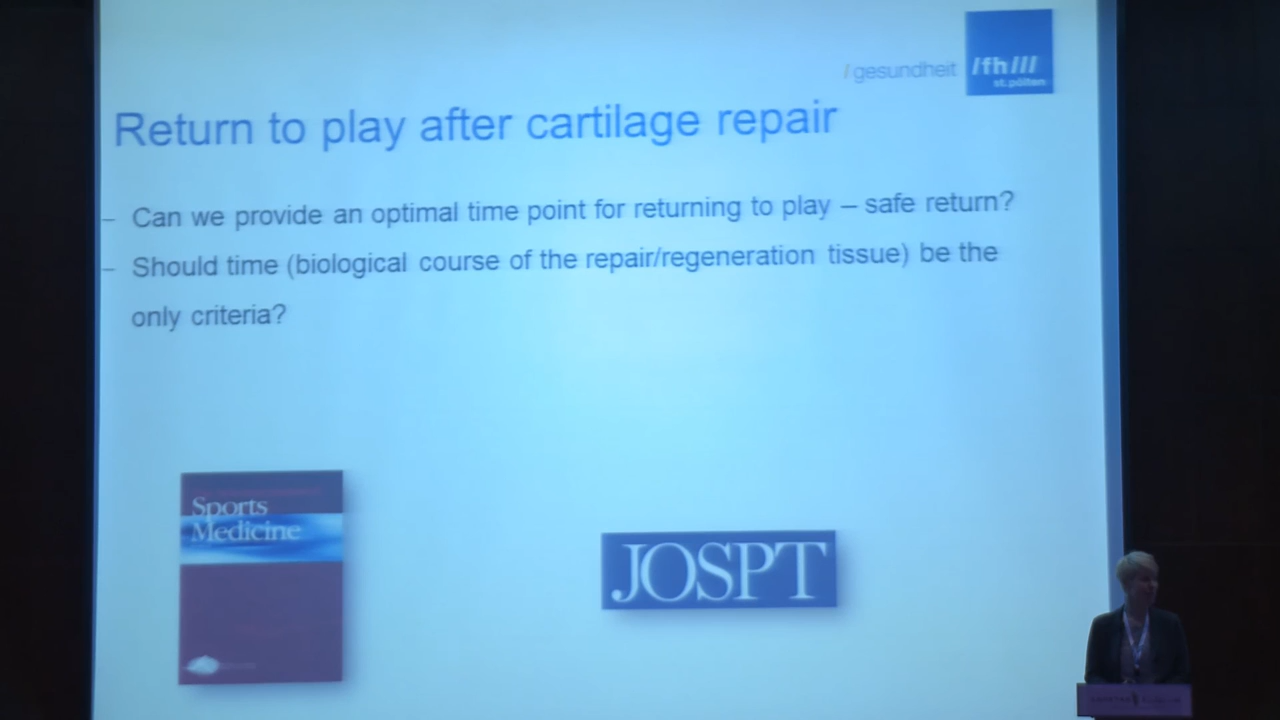 / gesundheit
/fh///
st.pölten
Return to play after cartilage repair
– Can we provide an optimal time point for returning to play – safe return?
– Should time (biological course of the repair/regeneration tissue) be the
only criteria?
Sports
Medicine
JOSPT